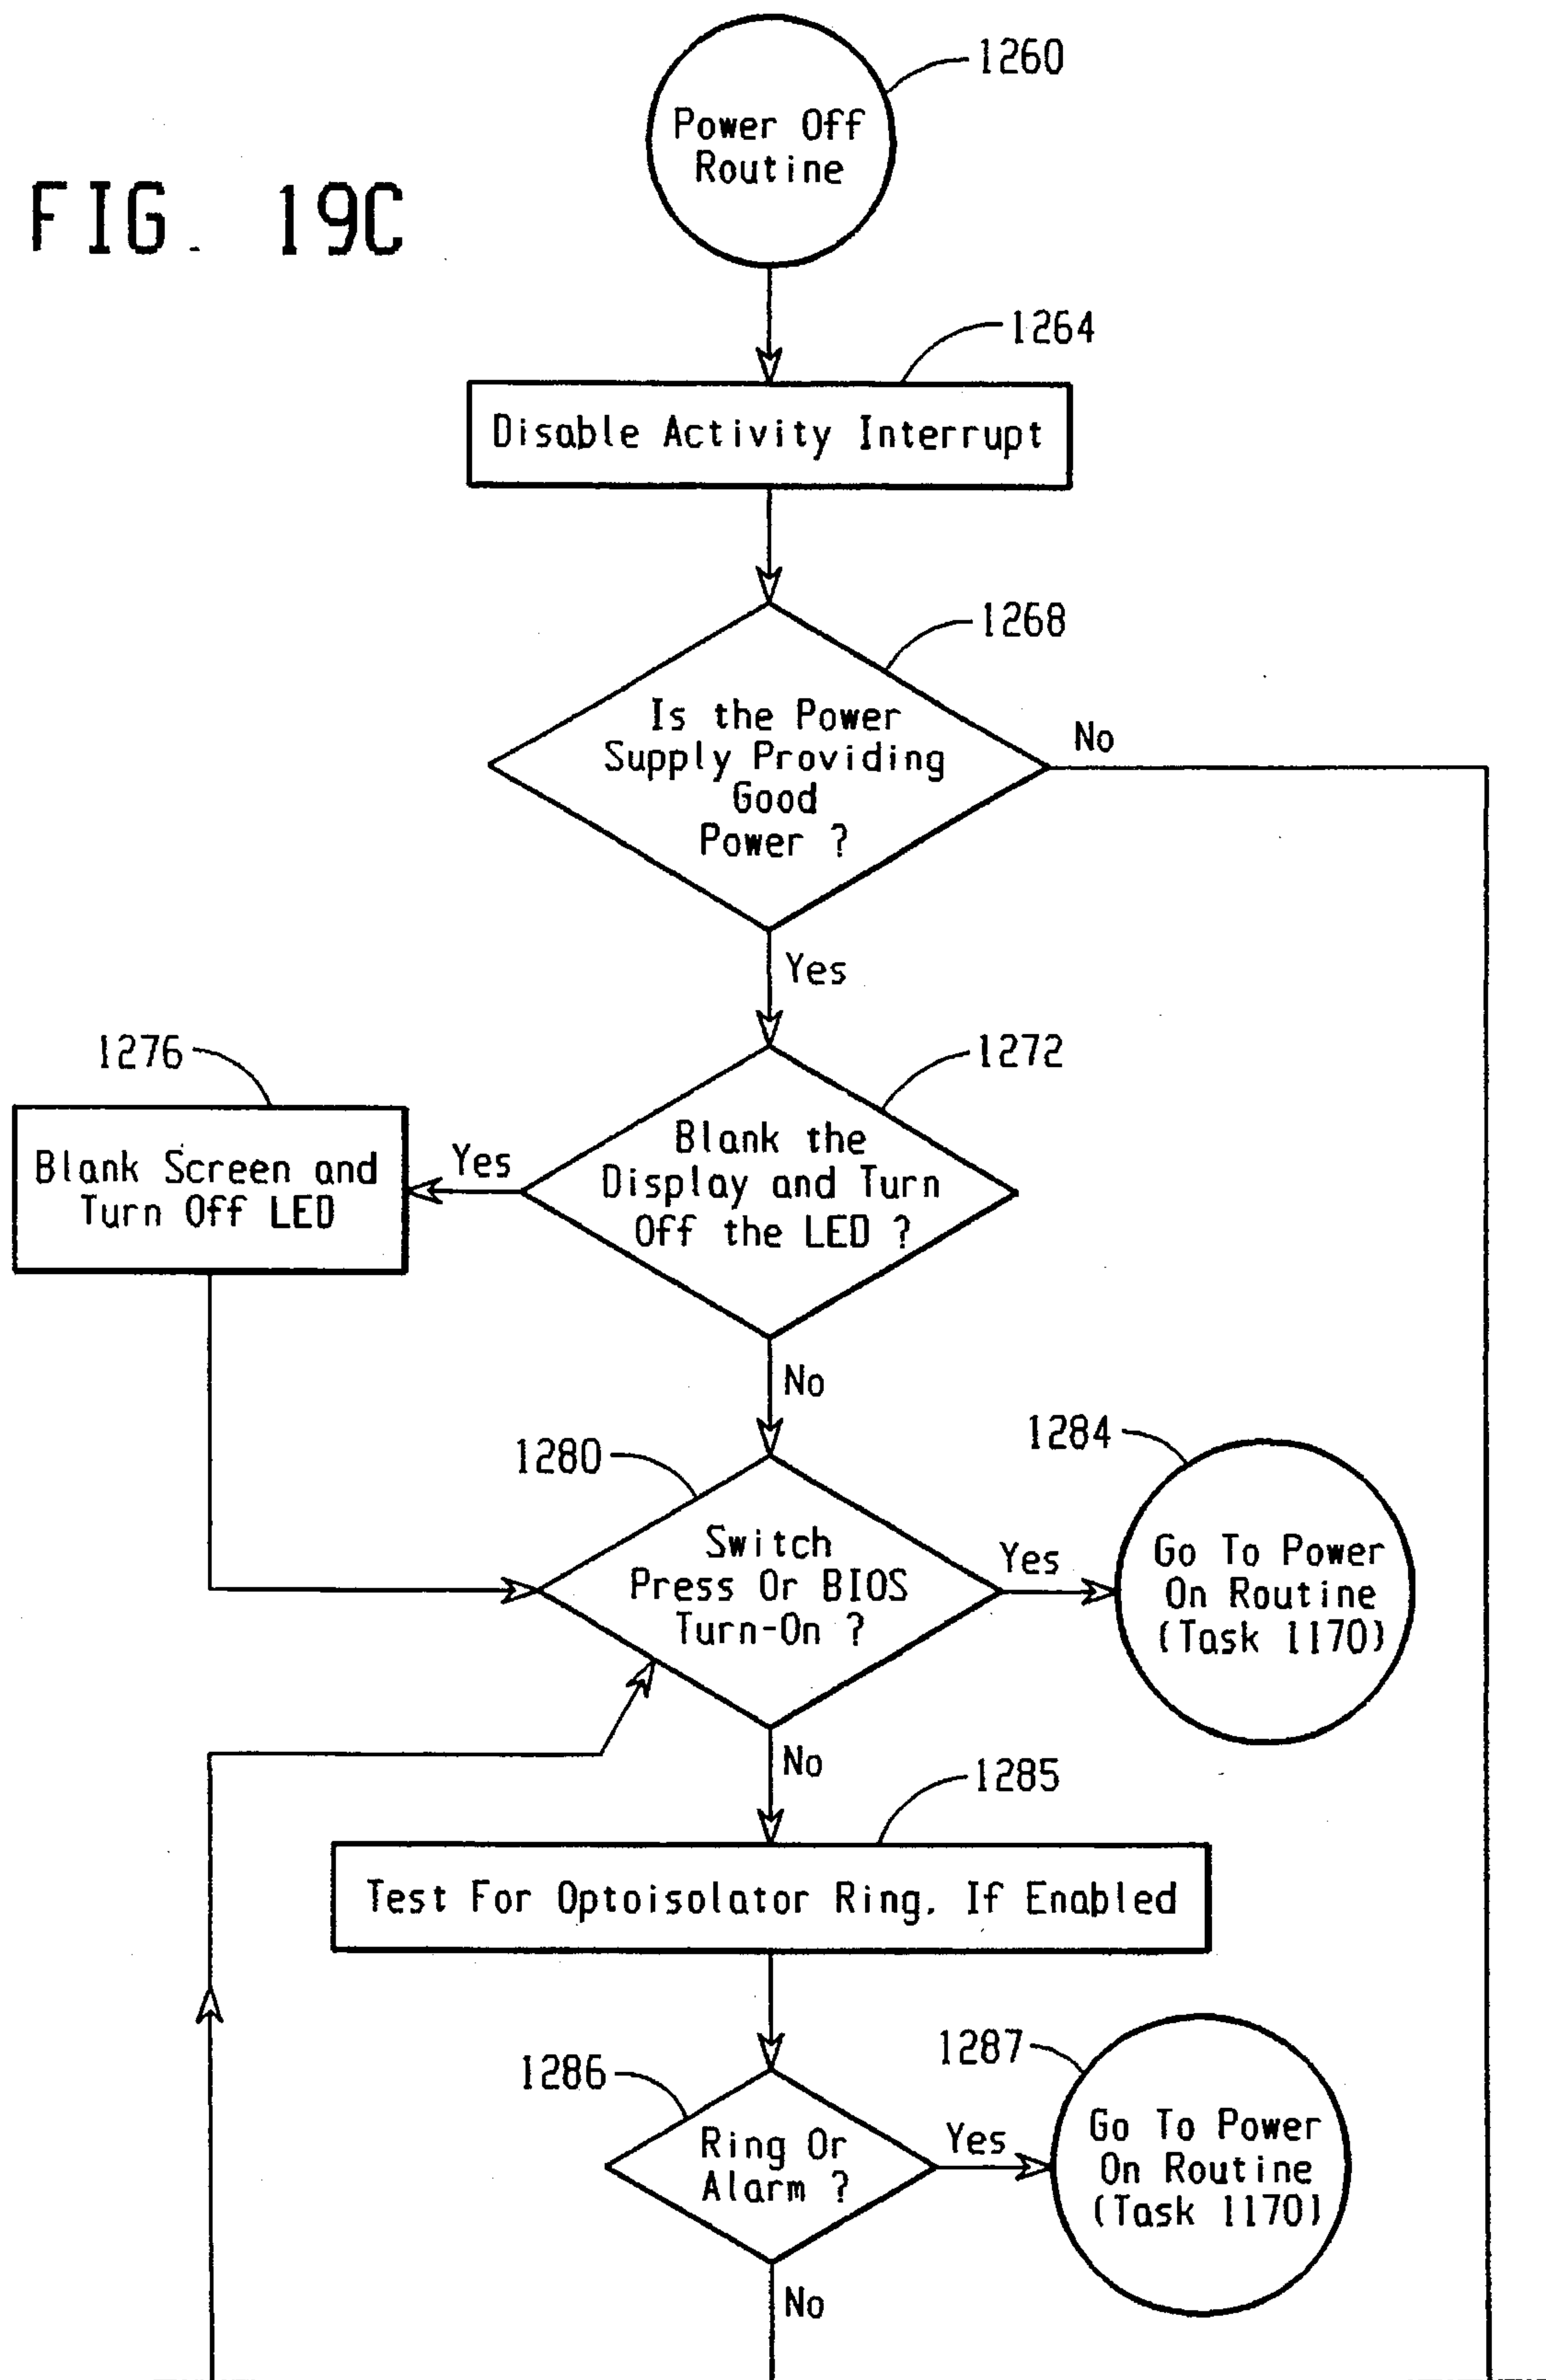 FIG. 19C
1260
Power Off
Routine
1264
Disable Activity Interrupt
1268
Is the Power
Supply Providing
Good
Power ?
No
Yes
1276
1272
Blank Screen and
Turn Off LED
Yes
Blank the
Display and Turn
Off the LED ?
No
1280
1284
Switch
Press Or BIOS
Turn-On ?
Yes
Go To Power
On Routine
(Task 1170)
No
1285
Test For Optoisolator Ring, If Enabled
1286
1287
Ring Or
Alarm ?
Yes
Go To Power
On Routine
(Task 1170)
No